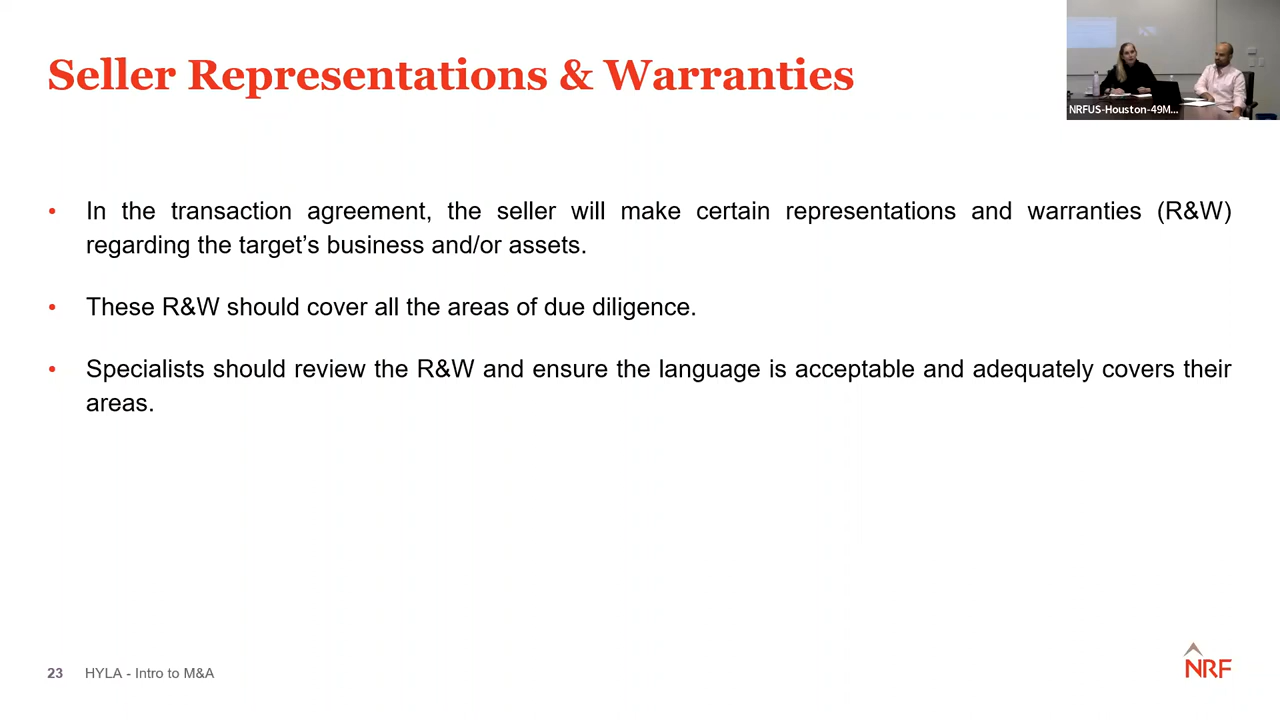 Seller Representations & Warranties
NRFUS-Houston-49M...
• In the transaction agreement, the seller will make certain representations and warranties (R&W)
regarding the target’s business and/or assets.
• These R&W should cover all the areas of due diligence.
• Specialists should review the R&W and ensure the language is acceptable and adequately covers their
areas.
23 HYLA - Intro to M&A
NRF